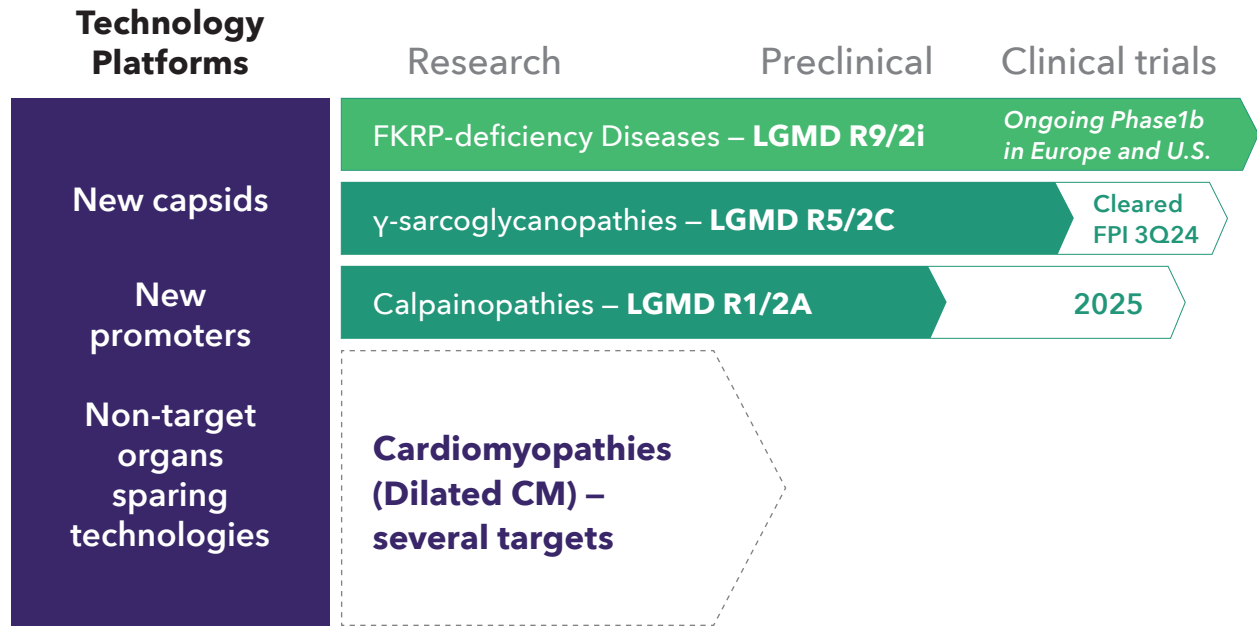 Technology
Platforms
Research
Preclinical
Clinical trials
New capsids
New
promoters
Non-target
organs
sparing
technologies
FKRP-deficiency Diseases – LGMD R9/2i
Ongoing Phase1b
in Europe and U.S.
γ-sarcoglycanopathies – LGMD R5/2C
Cleared
FPI 3Q24
Calpainopathies – LGMD R1/2A
2025
Cardiomyopathies
(Dilated CM) –
several targets